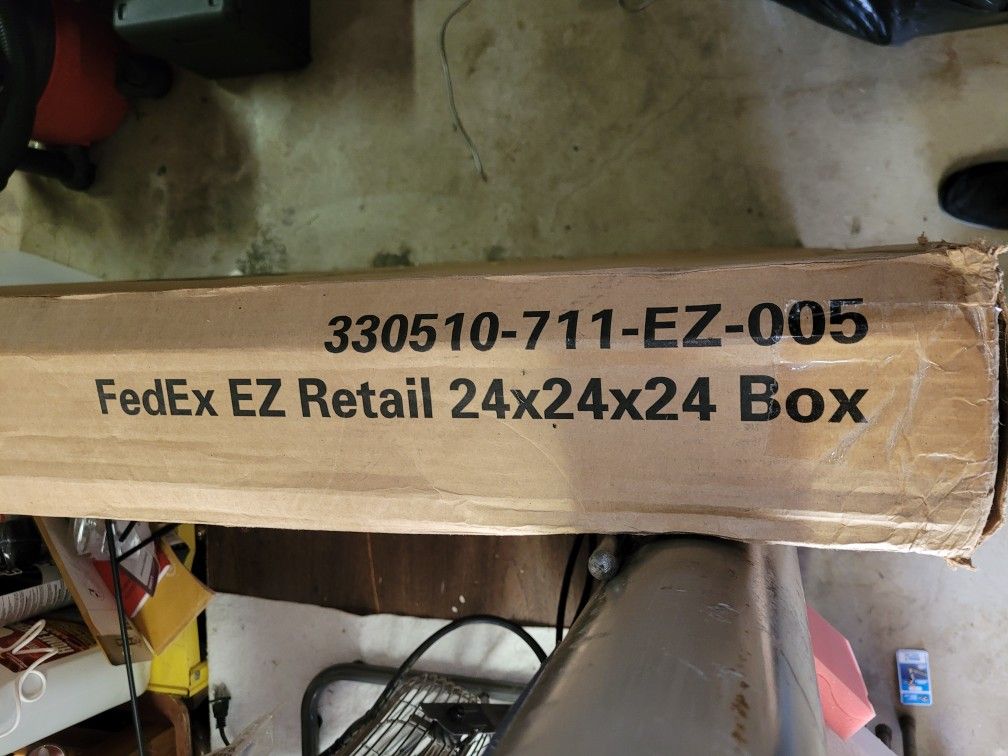 330510-711-EZ-005
FedEx EZ Retail 24x24x24 Box